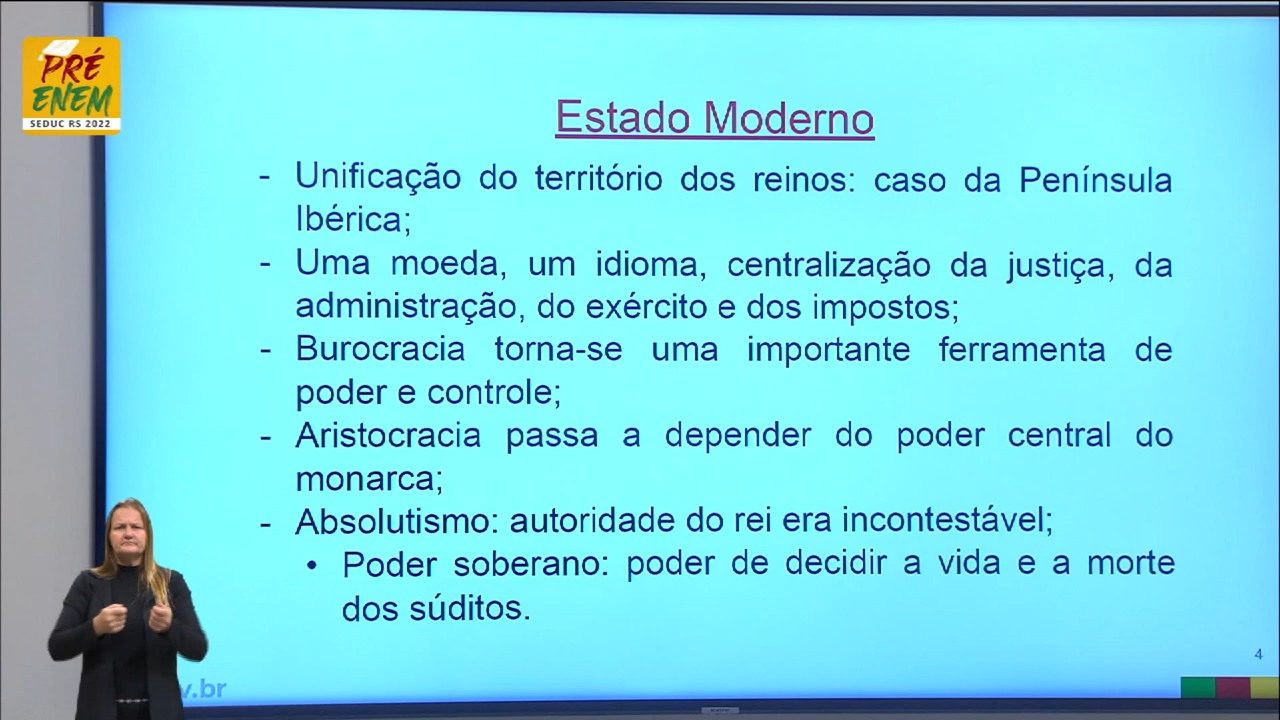 PRÉ
ENEM
SEDUC RS 2022
Estado Moderno
- Unificação do território dos reinos: caso da Península
Ibérica;
- Uma moeda, um idioma, centralização da justiça, da
administração, do exército e dos impostos;
- Burocracia torna-se uma importante ferramenta de
poder e controle;
- Aristocracia passa a depender do poder central do
monarca;
- Absolutismo: autoridade do rei era incontestável;
• Poder soberano: poder de decidir a vida e a morte
dos súditos.
4
v.br